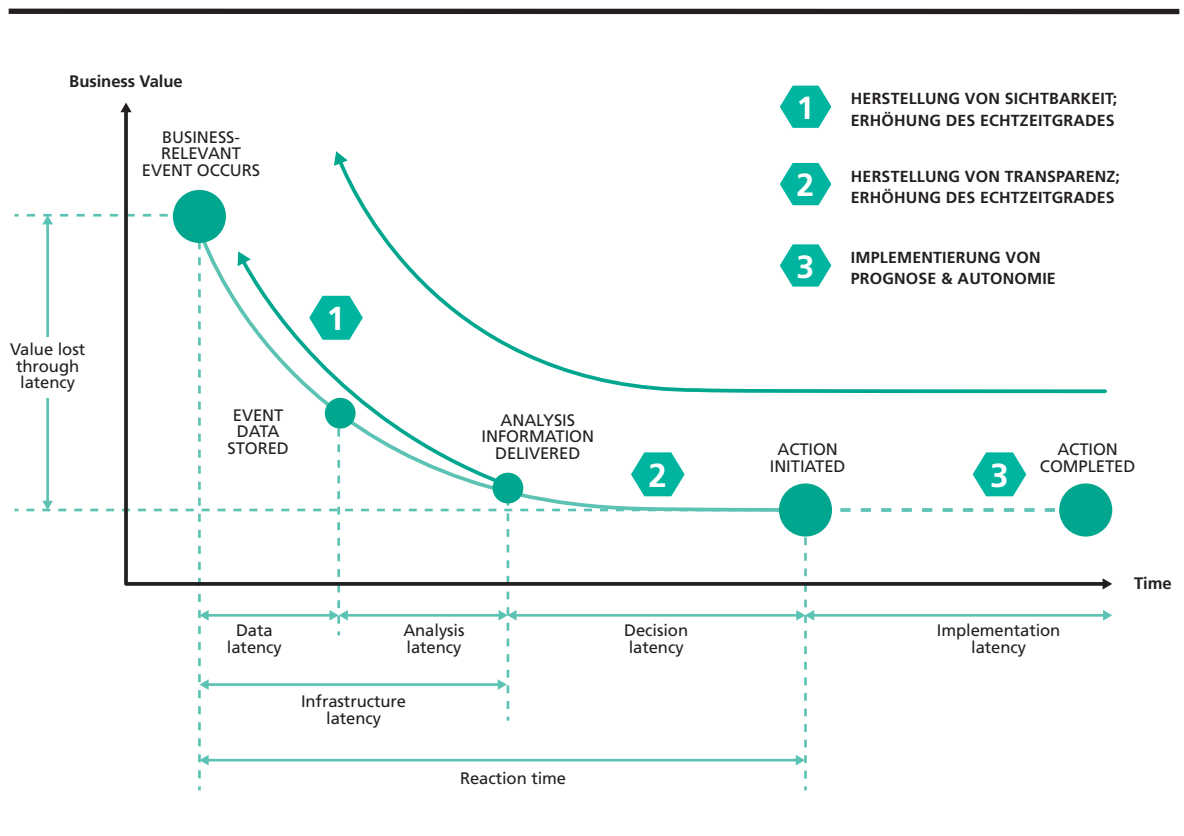 Business Value
BUSINESS-
RELEVANT
EVENT OCCURS
1
HERSTELLUNG VON SICHTBARKEIT;
ERHÖHUNG DES ECHTZEITGRADES
2
HERSTELLUNG VON TRANSPARENZ;
ERHÖHUNG DES ECHTZEITGRADES
3
IMPLEMENTIERUNG VON
PROGNOSE & AUTONOMIE
Value lost
through
latency
1
EVENT
DATA
STORED
ANALYSIS
INFORMATION
DELIVERED
2
ACTION
INITIATED
3
ACTION
COMPLETED
Time
Data
latency
Analysis
latency
Decision
latency
Implementation
latency
Infrastructure
latency
Reaction time